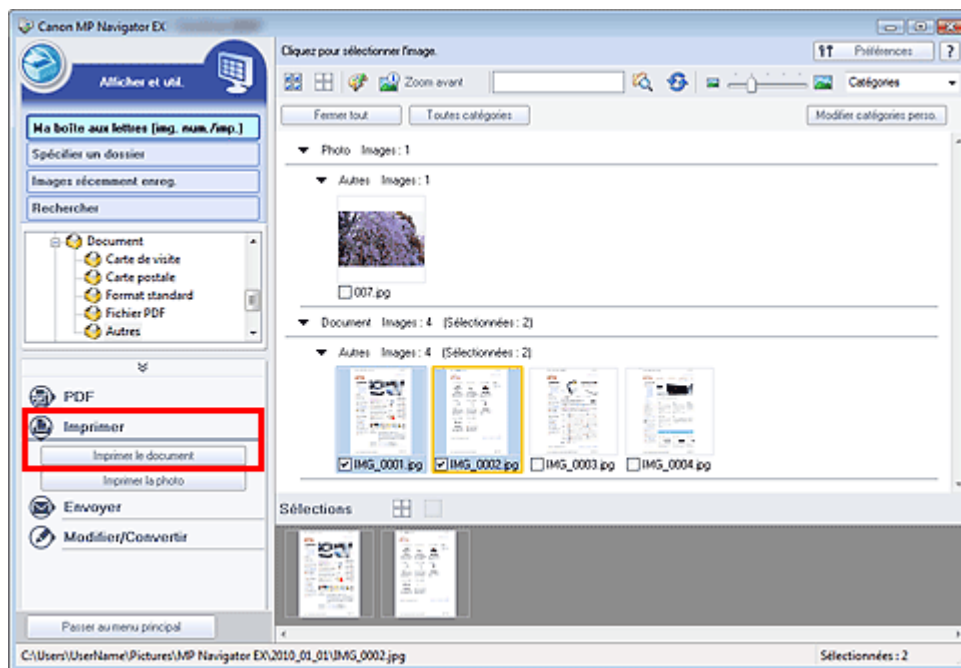 Canon MP Navigator EX
Cliquez pour sélectionner l'image.
Préférences
?
Afficher et util.
Zoom avant
Catégories
Fermer tout
Toutes catégories
Modifier catégories perso.
Ma boîte aux lettres (img. num./imp.)
Spécifier un dossier
Images récemment enreg.
Rechercher
Document
Carte de visite
Carte postale
Format standard
Fichier PDF
Autres
PDF
Imprimer
Imprimer le document
Imprimer la photo
Envoyer
Modifier/Convertir
Passer au menu principal
Photo Images : 1
Autres Images : 1
007.jpg
Document Images : 4 (Sélectionnées : 2)
Autres Images : 4 (Sélectionnées : 2)
IMG_0001.jpg
IMG_0002.jpg
IMG_0003.jpg
IMG_0004.jpg
Sélections
C:\Users\UserName\Pictures\MP Navigator EX\2010_01_01\IMG_0002.jpg
Sélectionnées : 2